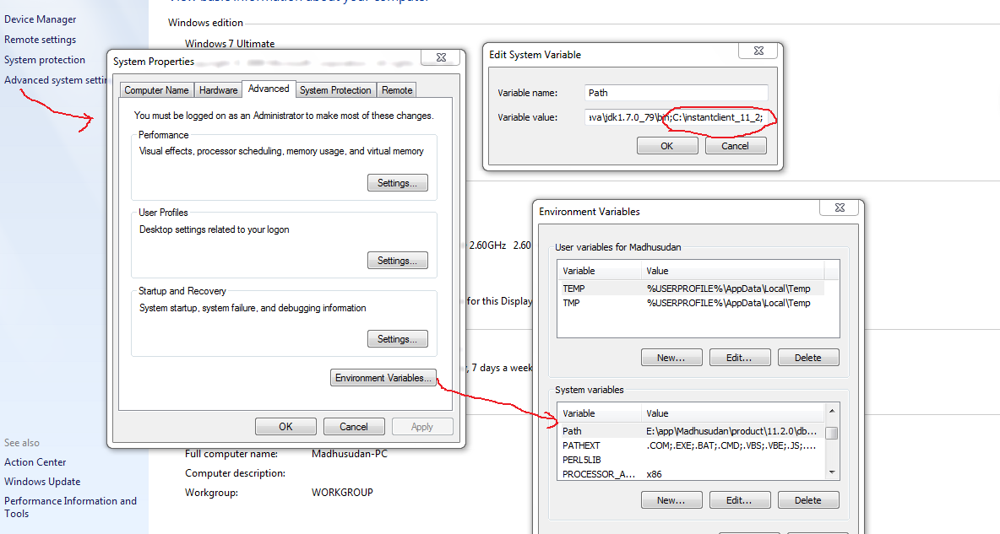 View basic information about your computer
Device Manager
Remote settings
System protection
Advanced system settin
Windows edition
Windows 7 Ultimate
System Properties
Computer Name
Hardware
Advanced
System Protection
Remote
You must be logged on as an Administrator to make most of these changes.
Performance
Visual effects, processor scheduling, memory usage, and virtual memory
Settings...
User Profiles
Desktop settings related to your logon
Settings...
Startup and Recovery
System startup, system failure, and debugging information
Settings...
Environment Variables...
OK
Cancel
Apply
Edit System Variable
Variable name:
Path
Variable value:
ava\jdk1.7.0_79\bin;C:\instantclient_11_2;
OK
Cancel
2.60GHz 2.60
for this Display
, 7 days a week
Environment Variables
User variables for Madhusudan
Variable Value
TEMP %USERPROFILE%\AppData\Local\Temp
TMP %USERPROFILE%\AppData\Local\Temp
New...
Edit...
Delete
System variables
Variable Value
Path E:\app\Madhusudan\product\11.2.0\db...
PATHEXT .COM;.EXE;.BAT;.CMD;.VBS;.VBE;.JS;....
PERL5LIB
PROCESSOR_A... x86
New...
Edit...
Delete
Full computer name: Madhusudan-PC
Computer description:
Workgroup: WORKGROUP
See also
Action Center
Windows Update
Performance Information and
Tools